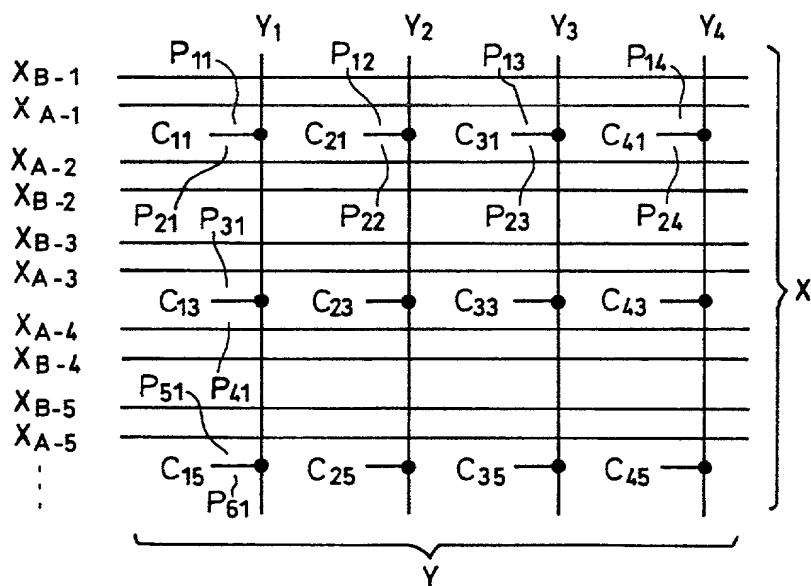 Y1 Y2 Y3 Y4
P11 P12 P13 P14
XB-1
XA-1
C11 C21 C31 C41
XA-2
XB-2
P21 P22 P23 P24
P31
XB-3
XA-3
X
C13 C23 C33 C43
XA-4
XB-4
P41
P51
XB-5
XA-5
C15 C25 C35 C45
P61
Y